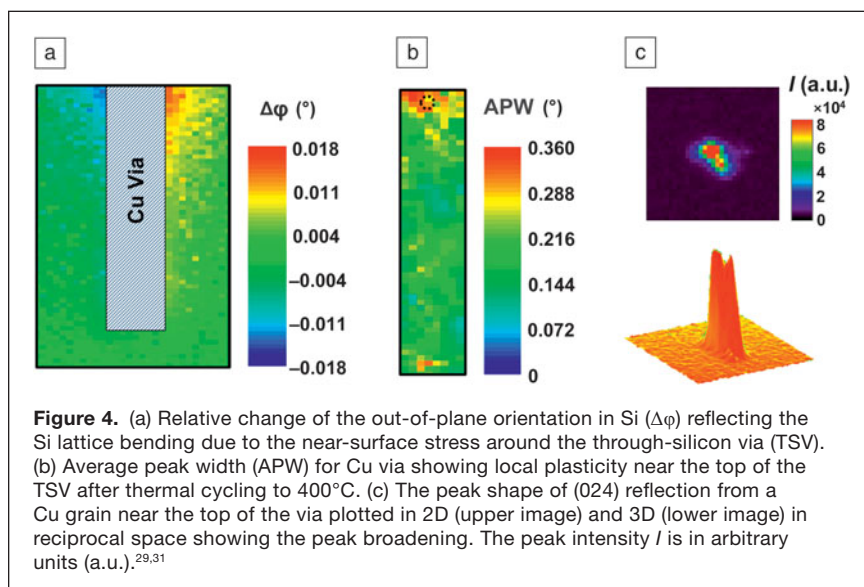 a
b
c
Δφ (°)
0.018
0.011
0.004
–0.004
–0.011
–0.018
Cu Via
APW (°)
0.360
0.288
0.216
0.144
0.072
0
I (a.u.)
×10⁴
8
6
4
2
0
Figure 4. (a) Relative change of the out-of-plane orientation in Si (Δφ) reflecting the
Si lattice bending due to the near-surface stress around the through-silicon via (TSV).
(b) Average peak width (APW) for Cu via showing local plasticity near the top of the
TSV after thermal cycling to 400°C. (c) The peak shape of (024) reflection from a
Cu grain near the top of the via plotted in 2D (upper image) and 3D (lower image) in
reciprocal space showing the peak broadening. The peak intensity I is in arbitrary
units (a.u.).²⁹,³¹